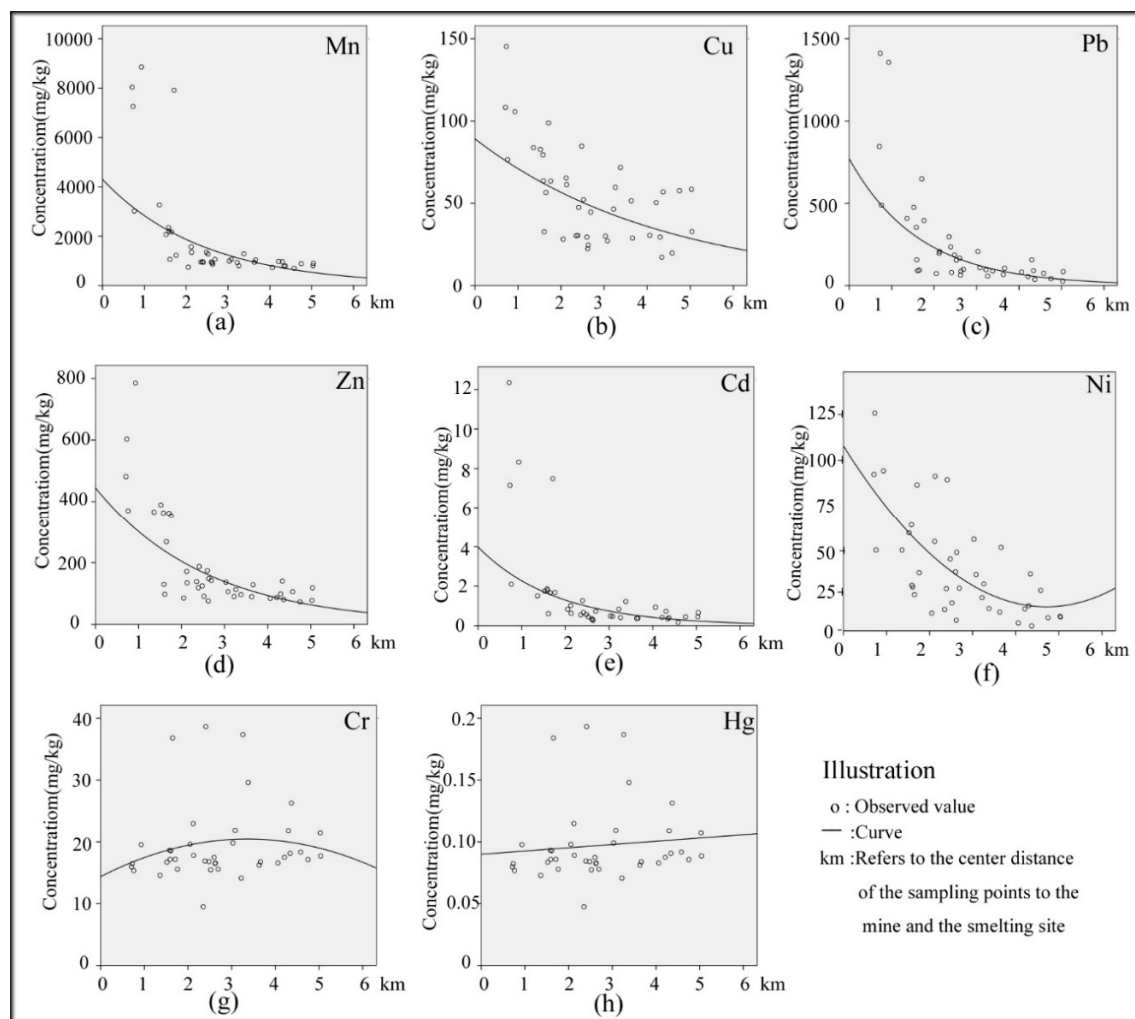 Mn
Concentratiom(mg/kg)
10000
8000
6000
4000
2000
0
0 1 2 3 4 5 6 km
(a)
Cu
Concentratiom(mg/kg)
150
100
50
0
0 1 2 3 4 5 6 km
(b)
Pb
Concentratiom(mg/kg)
1500
1000
500
0
0 1 2 3 4 5 6 km
(c)
Zn
Concentratiom(mg/kg)
800
600
400
200
0
0 1 2 3 4 5 6 km
(d)
Cd
Concentratiom(mg/kg)
12
10
8
6
4
2
0
0 1 2 3 4 5 6 km
(e)
Ni
Concentratiom(mg/kg)
125
100
75
50
25
0
0 1 2 3 4 5 6 km
(f)
Cr
Concentratiom(mg/kg)
40
30
20
10
0
0 1 2 3 4 5 6 km
(g)
Hg
Concentratiom(mg/kg)
0.2
0.15
0.10
0.05
0
0 1 2 3 4 5 6 km
(h)
Illustration
o : Observed value
— :Curve
km :Refers to the center distance
of the sampling points to the
mine and the smelting site